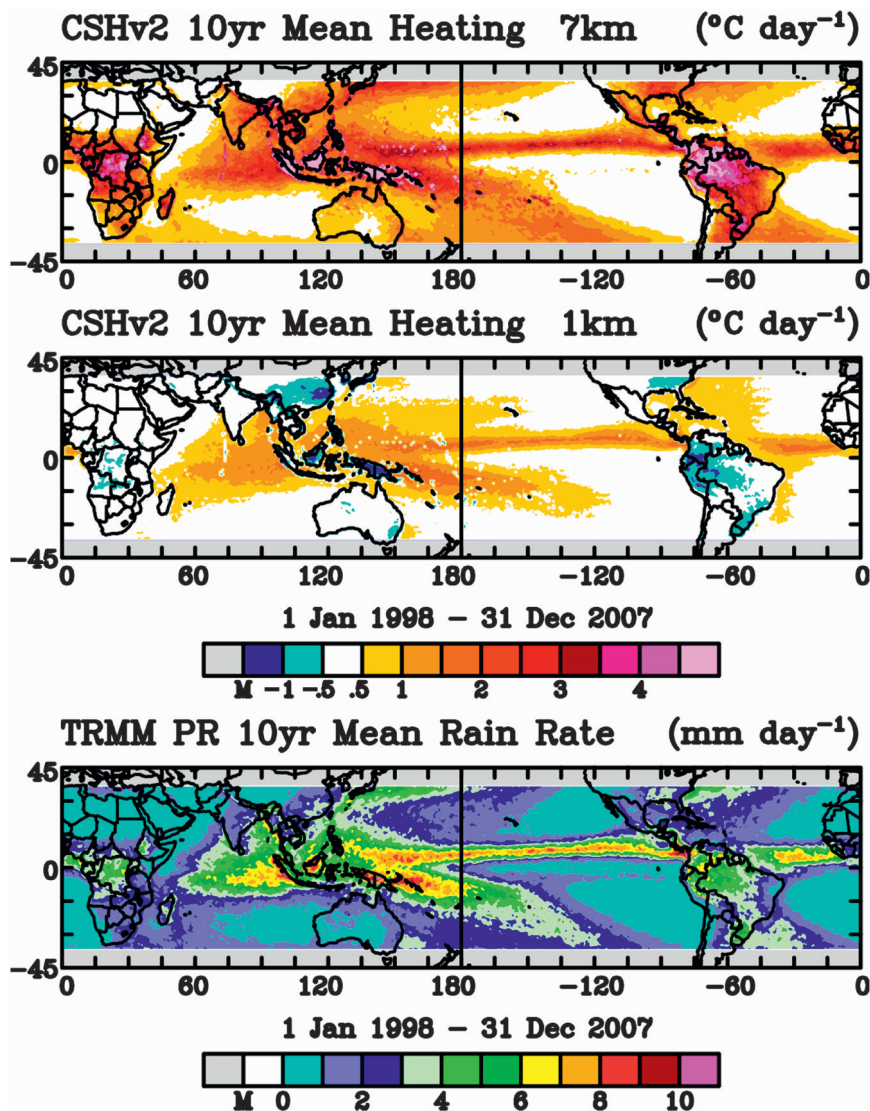 CSHv2 10yr Mean Heating 7km (°C day⁻¹)
45
0
−45
0 60 120 180 −120 −60 0
CSHv2 10yr Mean Heating 1km (°C day⁻¹)
45
0
−45
0 60 120 180 −120 −60 0
1 Jan 1998 − 31 Dec 2007
M −1 −.5 .5 1 2 3 4
TRMM PR 10yr Mean Rain Rate (mm day⁻¹)
45
0
−45
0 60 120 180 −120 −60 0
1 Jan 1998 − 31 Dec 2007
M 0 2 4 6 8 10